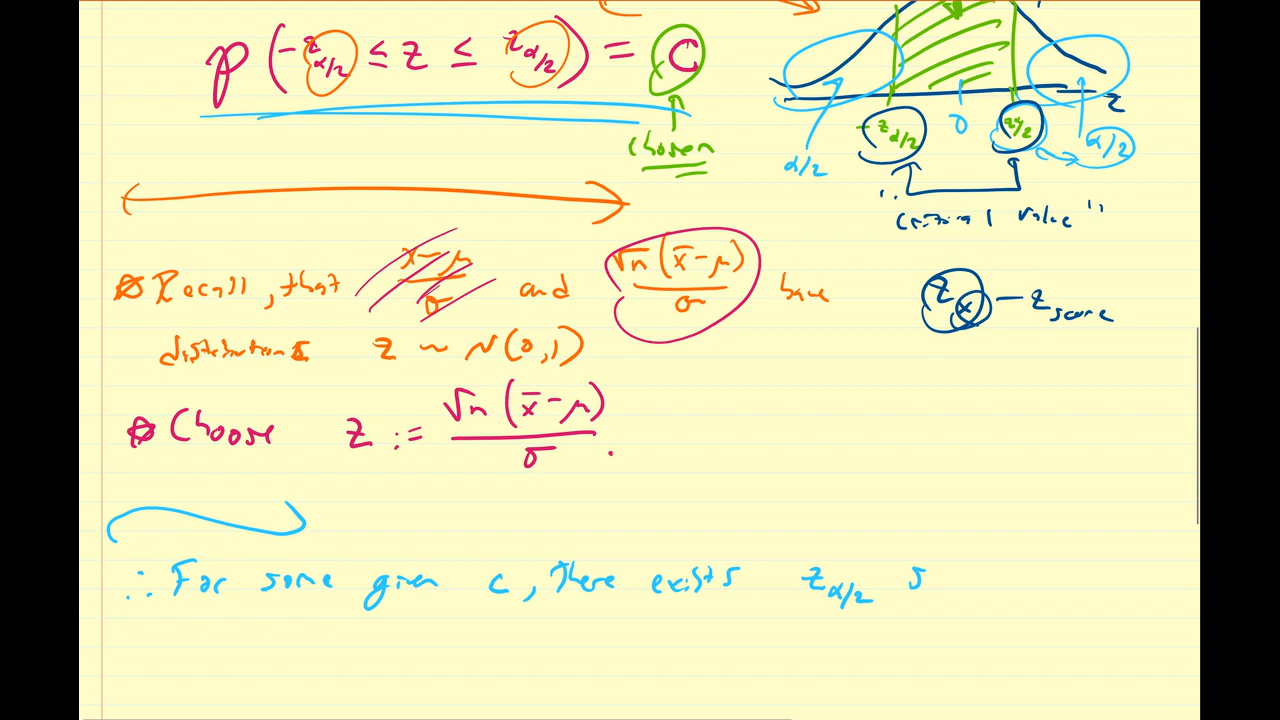 p(-z_{α/2} ≤ z ≤ z_{α/2}) = C
chosen
-z_{α/2} 0 z_{α/2} z
α/2 α/2
"critical value"
Recall, that x-μ/σ and √n(x̄-μ)/σ have
distributions z ~ N(0,1)
z_x - z score
Choose z := √n(x̄-μ)/σ.
∴ For some given c, there exists z_{α/2} s